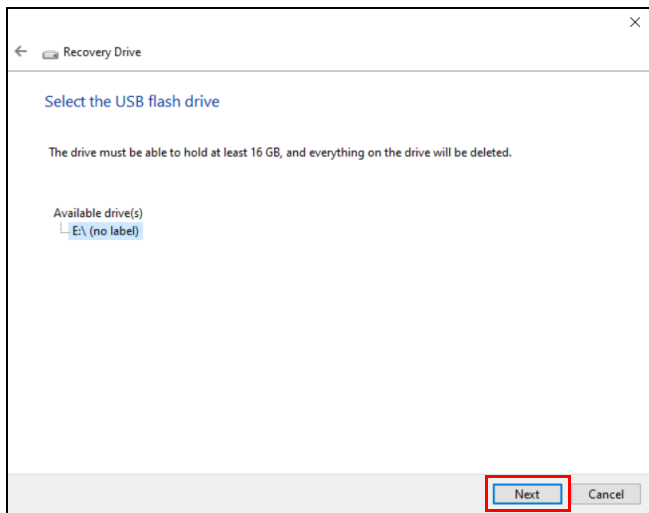 Recovery Drive
Select the USB flash drive
The drive must be able to hold at least 16 GB, and everything on the drive will be deleted.
Available drive(s)
E:\ (no label)
Next Cancel